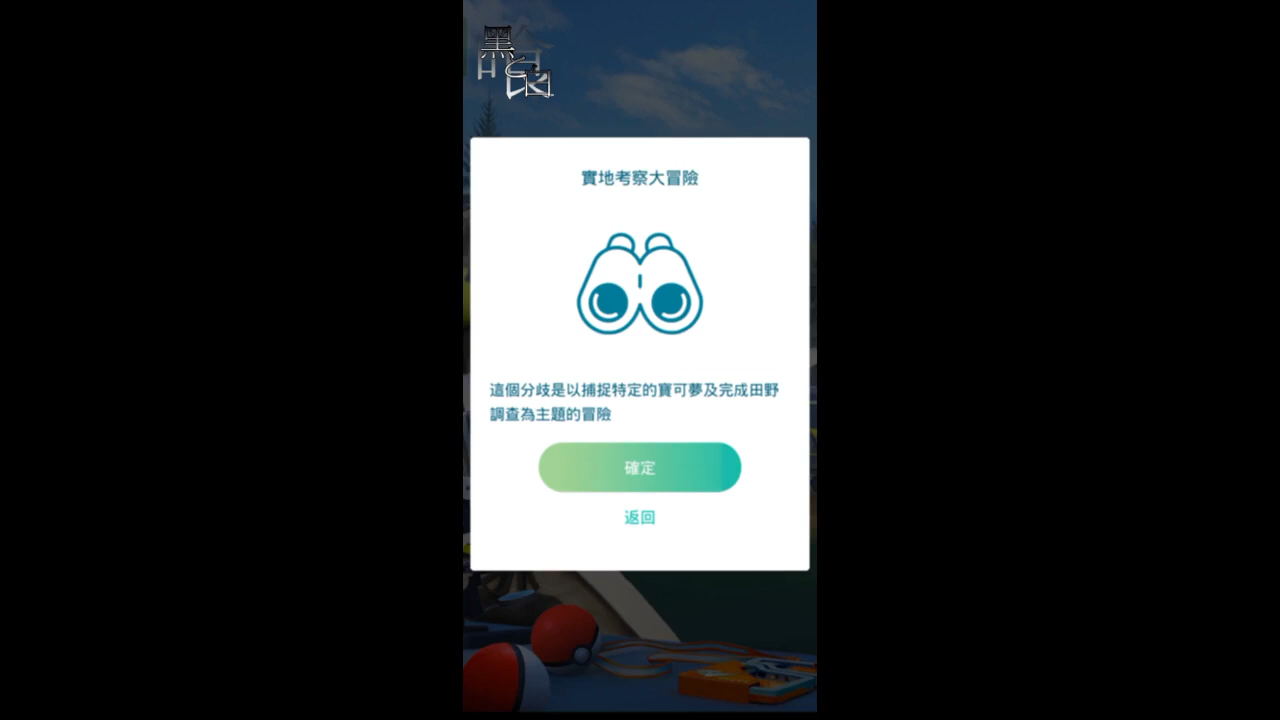 實地考察大冒險
這個分歧是以捕捉特定的寶可夢及完成田野
調查為主題的冒險
確定
返回